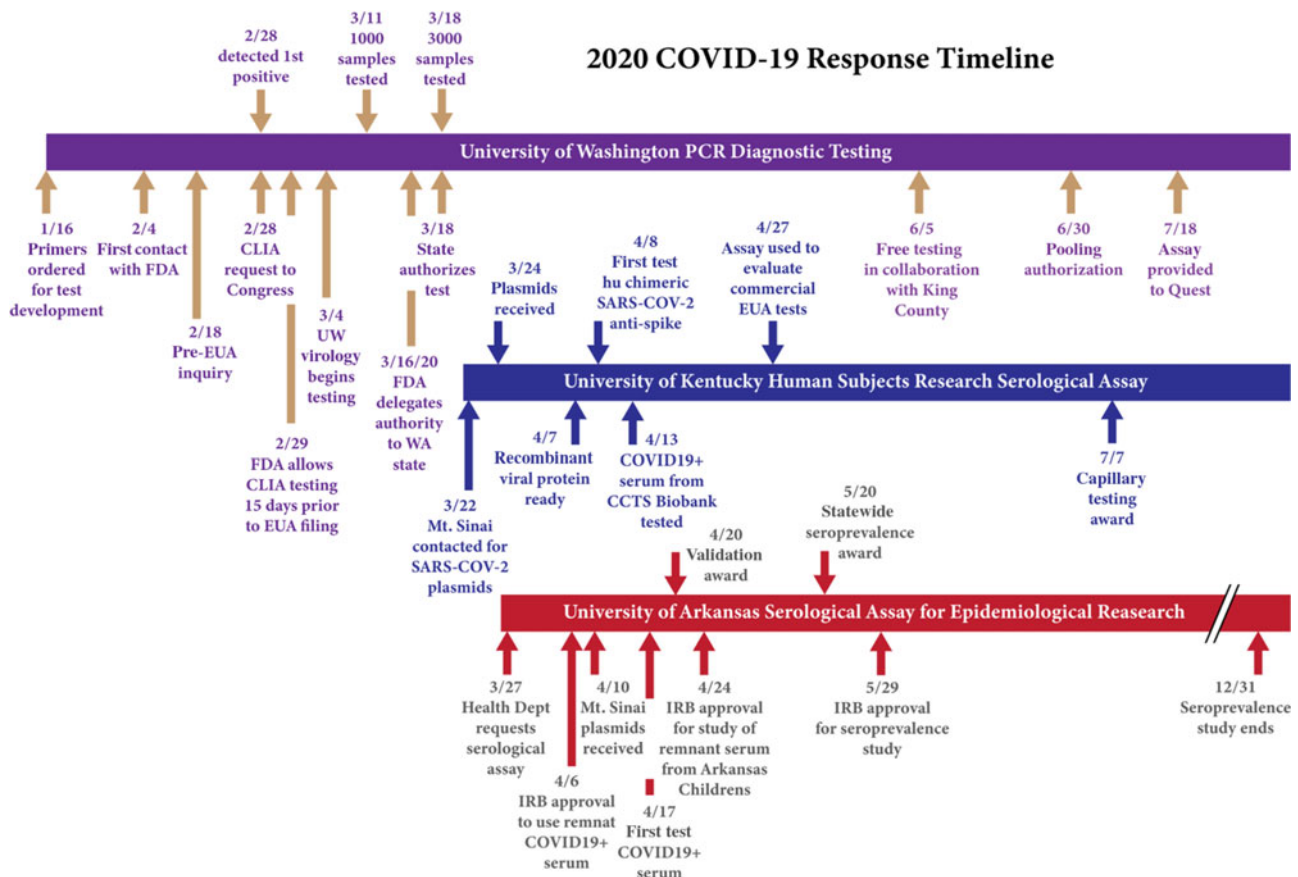 2020 COVID-19 Response Timeline
2/28
detected 1st
positive
3/11
1000
samples
tested
3/18
3000
samples
tested
University of Washington PCR Diagnostic Testing
1/16
Primers
ordered
for test
development
2/4
First contact
with FDA
2/18
Pre-EUA
inquiry
2/28
CLIA
request to
Congress
2/29
FDA allows
CLIA testing
15 days prior
to EUA filing
3/4
UW
virology
begins
testing
3/16/20
FDA
delegates
authority
to WA
state
3/18
State
authorizes
test
6/5
Free testing
in collaboration
with King
County
6/30
Pooling
authorization
7/18
Assay
provided
to Quest
3/24
Plasmids
received
4/8
First test
hu chimeric
SARS-COV-2
anti-spike
4/27
Assay used to
evaluate
commercial
EUA tests
University of Kentucky Human Subjects Research Serological Assay
3/22
Mt. Sinai
contacted for
SARS-COV-2
plasmids
4/7
Recombinant
viral protein
ready
4/13
COVID19+
serum from
CCTS Biobank
tested
7/7
Capillary
testing
award
4/20
Validation
award
5/20
Statewide
seroprevalence
award
University of Arkansas Serological Assay for Epidemiological Reasearch
3/27
Health Dept
requests
serological
assay
4/6
IRB approval
to use remnat
COVID19+
serum
4/10
Mt. Sinai
plasmids
received
4/17
First test
COVID19+
serum
4/24
IRB approval
for study of
remnant serum
from Arkansas
Childrens
5/29
IRB approval
for seroprevalence
study
12/31
Seroprevalence
study ends